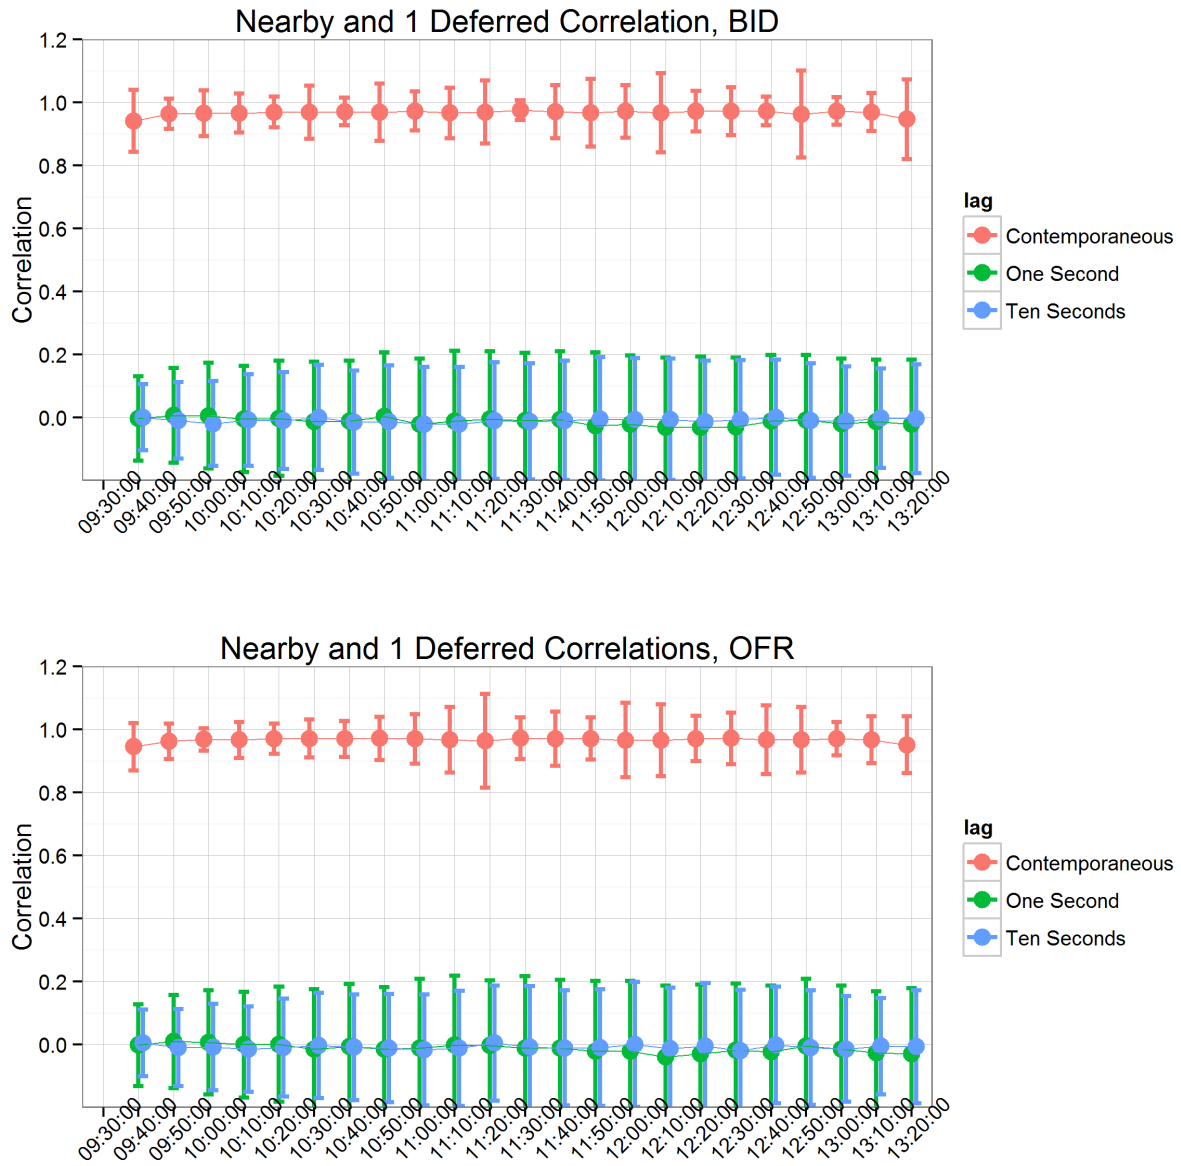 Nearby and 1 Deferred Correlation, BID
1.2
1.0
0.8
0.6
0.4
0.2
0.0
Correlation
09:30:00 09:40:00 09:50:00 10:00:00 10:10:00 10:20:00 10:30:00 10:40:00 10:50:00 11:00:00 11:10:00 11:20:00 11:30:00 11:40:00 11:50:00 12:00:00 12:10:00 12:20:00 12:30:00 12:40:00 12:50:00 13:00:00 13:10:00 13:20:00
lag
Contemporaneous
One Second
Ten Seconds
Nearby and 1 Deferred Correlations, OFR
1.2
1.0
0.8
0.6
0.4
0.2
0.0
Correlation
09:30:00 09:40:00 09:50:00 10:00:00 10:10:00 10:20:00 10:30:00 10:40:00 10:50:00 11:00:00 11:10:00 11:20:00 11:30:00 11:40:00 11:50:00 12:00:00 12:10:00 12:20:00 12:30:00 12:40:00 12:50:00 13:00:00 13:10:00 13:20:00
lag
Contemporaneous
One Second
Ten Seconds